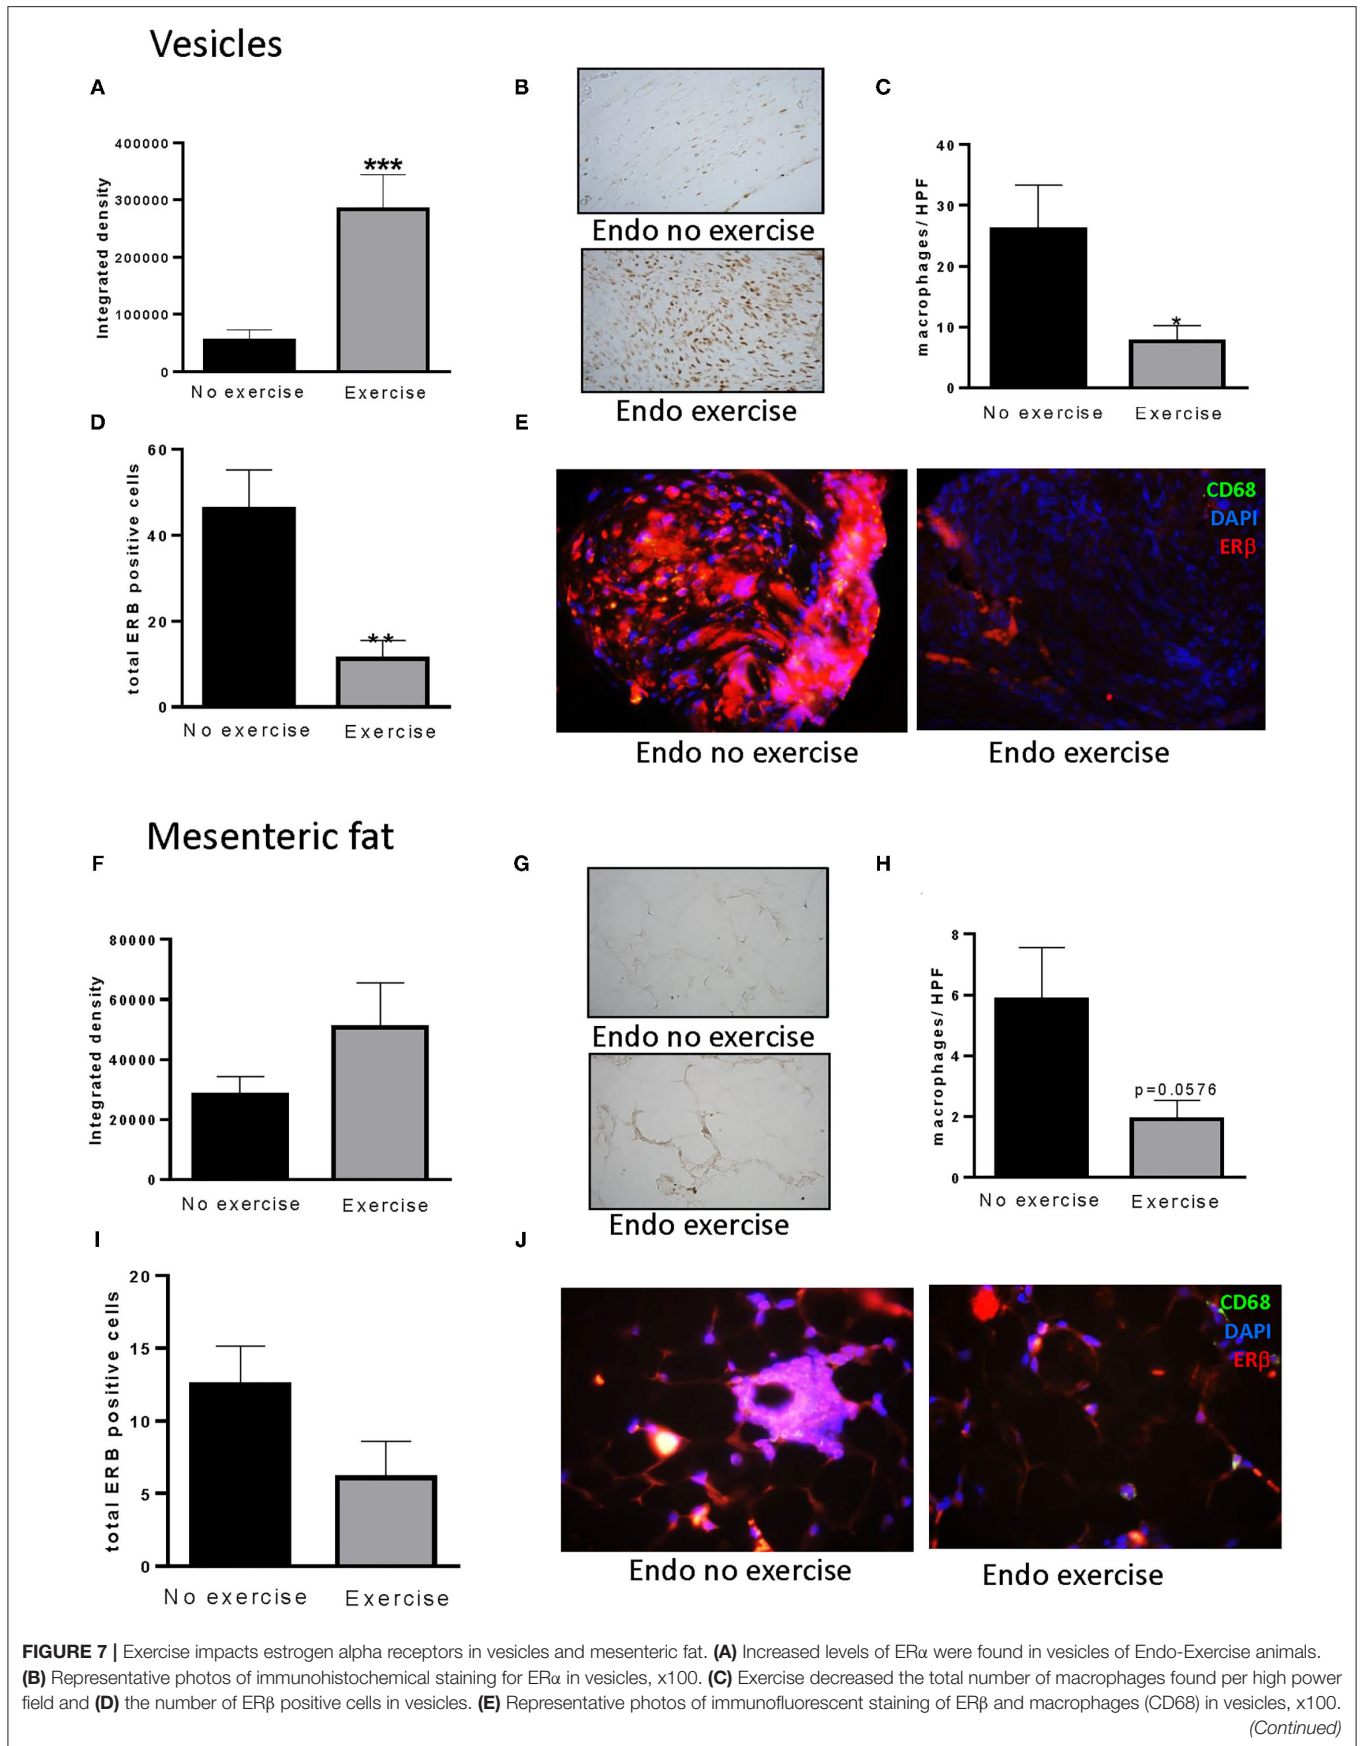 Vesicles
A
400000
300000
200000
100000
0
Integrated density
***
No exercise
Exercise
B
Endo no exercise
Endo exercise
C
40
30
20
10
0
macrophages/ HPF
*
No exercise
Exercise
D
60
40
20
0
total ERB positive cells
**
No exercise
Exercise
E
CD68
DAPI
ERβ
Endo no exercise
Endo exercise
Mesenteric fat
F
80000
60000
40000
20000
0
Integrated density
No exercise
Exercise
G
Endo no exercise
Endo exercise
H
8
6
4
2
0
macrophages/ HPF
p=0.0576
No exercise
Exercise
I
20
15
10
5
0
total ERB positive cells
No exercise
Exercise
J
CD68
DAPI
ERβ
Endo no exercise
Endo exercise
FIGURE 7 | Exercise impacts estrogen alpha receptors in vesicles and mesenteric fat. (A) Increased levels of ERα were found in vesicles of Endo-Exercise animals.
(B) Representative photos of immunohistochemical staining for ERα in vesicles, x100. (C) Exercise decreased the total number of macrophages found per high power
field and (D) the number of ERβ positive cells in vesicles. (E) Representative photos of immunofluorescent staining of ERβ and macrophages (CD68) in vesicles, x100.
(Continued)